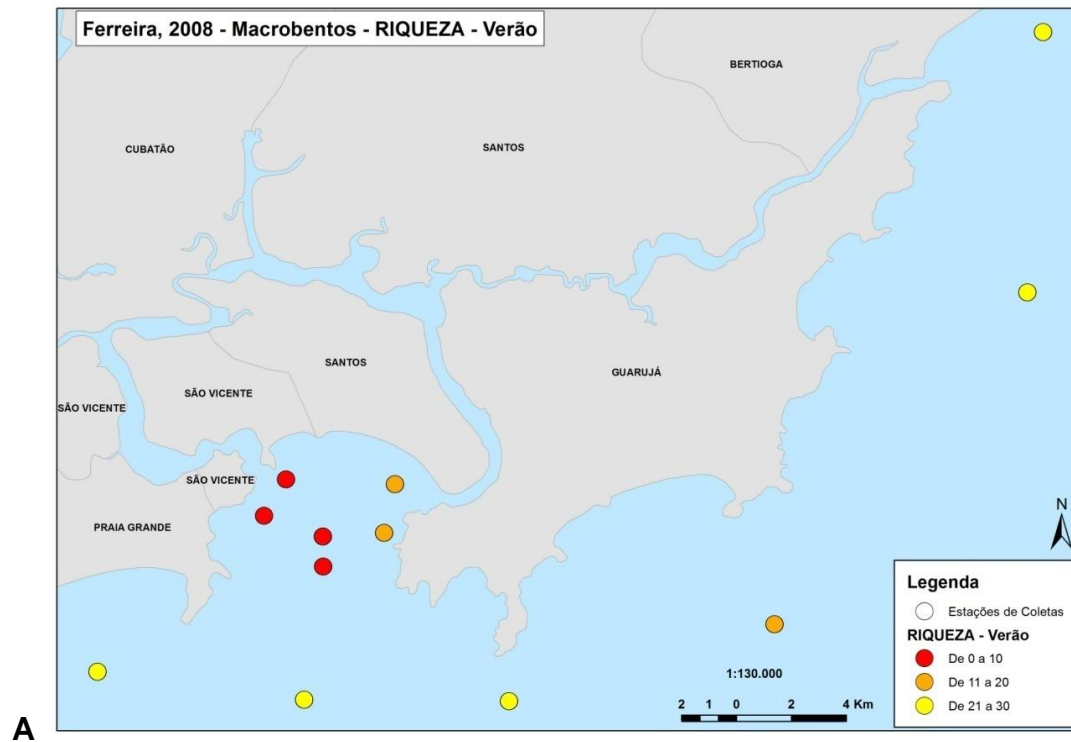 Ferreira, 2008 - Macrobentos - RIQUEZA - Verão
BERTIOGA
CUBATÃO
SANTOS
SANTOS
GUARUJÁ
SÃO VICENTE
SÃO VICENTE
SÃO VICENTE
PRAIA GRANDE
N
Legenda
Estações de Coletas
RIQUEZA - Verão
De 0 a 10
De 11 a 20
De 21 a 30
1:130.000
2 1 0 2 4 Km
A